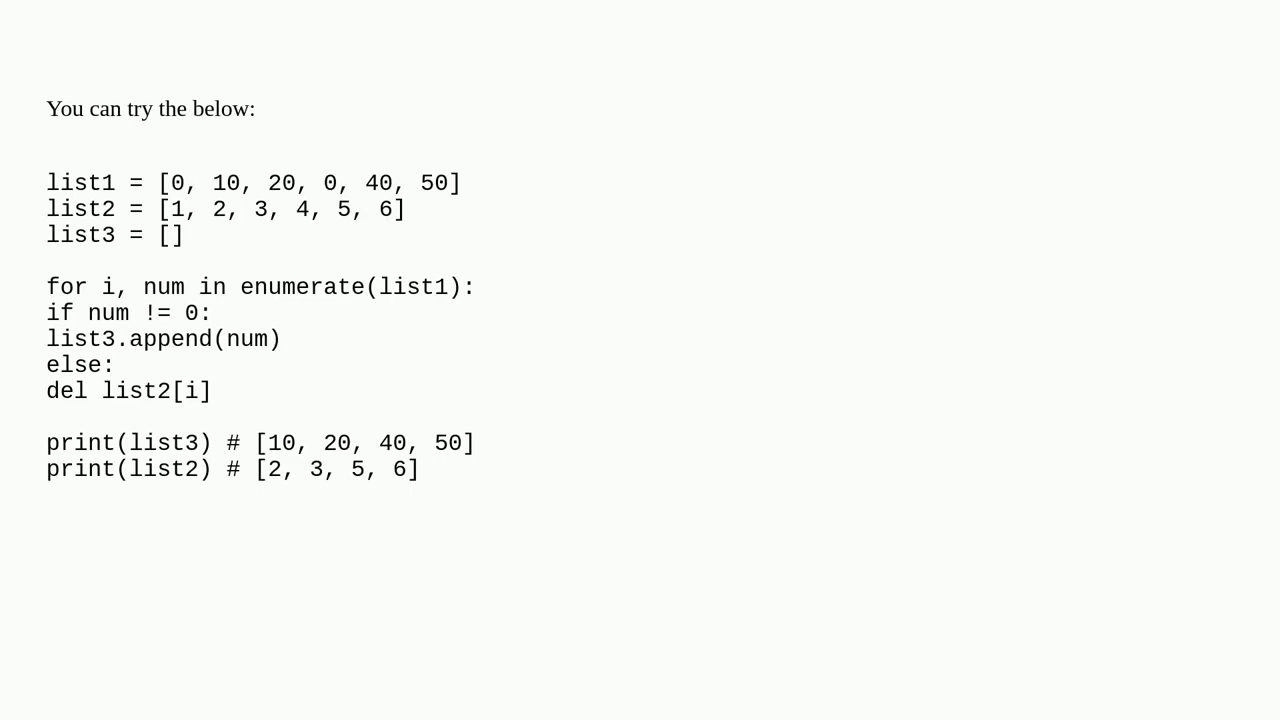 You can try the below:
list1 = [0, 10, 20, 0, 40, 50]
list2 = [1, 2, 3, 4, 5, 6]
list3 = []
for i, num in enumerate(list1):
if num != 0:
list3.append(num)
else:
del list2[i]
print(list3) # [10, 20, 40, 50]
print(list2) # [2, 3, 5, 6]